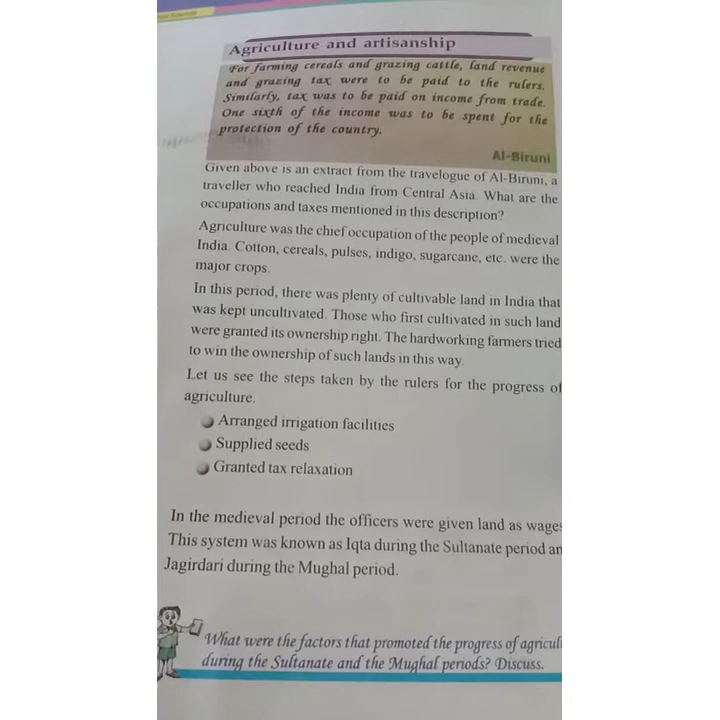 Agriculture and artisanship
For farming cereals and grazing cattle, land revenue
and grazing tax were to be paid to the rulers.
Similarly, tax was to be paid on income from trade.
One sixth of the income was to be spent for the
protection of the country.
Al-Biruni
Given above is an extract from the travelogue of Al-Biruni, a
traveller who reached India from Central Asia. What are the
occupations and taxes mentioned in this description?
Agriculture was the chief occupation of the people of medieval
India. Cotton, cereals, pulses, indigo, sugarcane, etc. were the
major crops.
In this period, there was plenty of cultivable land in India that
was kept uncultivated. Those who first cultivated in such land
were granted its ownership right. The hardworking farmers tried
to win the ownership of such lands in this way.
Let us see the steps taken by the rulers for the progress of
agriculture.
Arranged irrigation facilities
Supplied seeds
Granted tax relaxation
In the medieval period the officers were given land as wages
This system was known as Iqta during the Sultanate period an
Jagirdari during the Mughal period.
What were the factors that promoted the progress of agricul
during the Sultanate and the Mughal periods? Discuss.